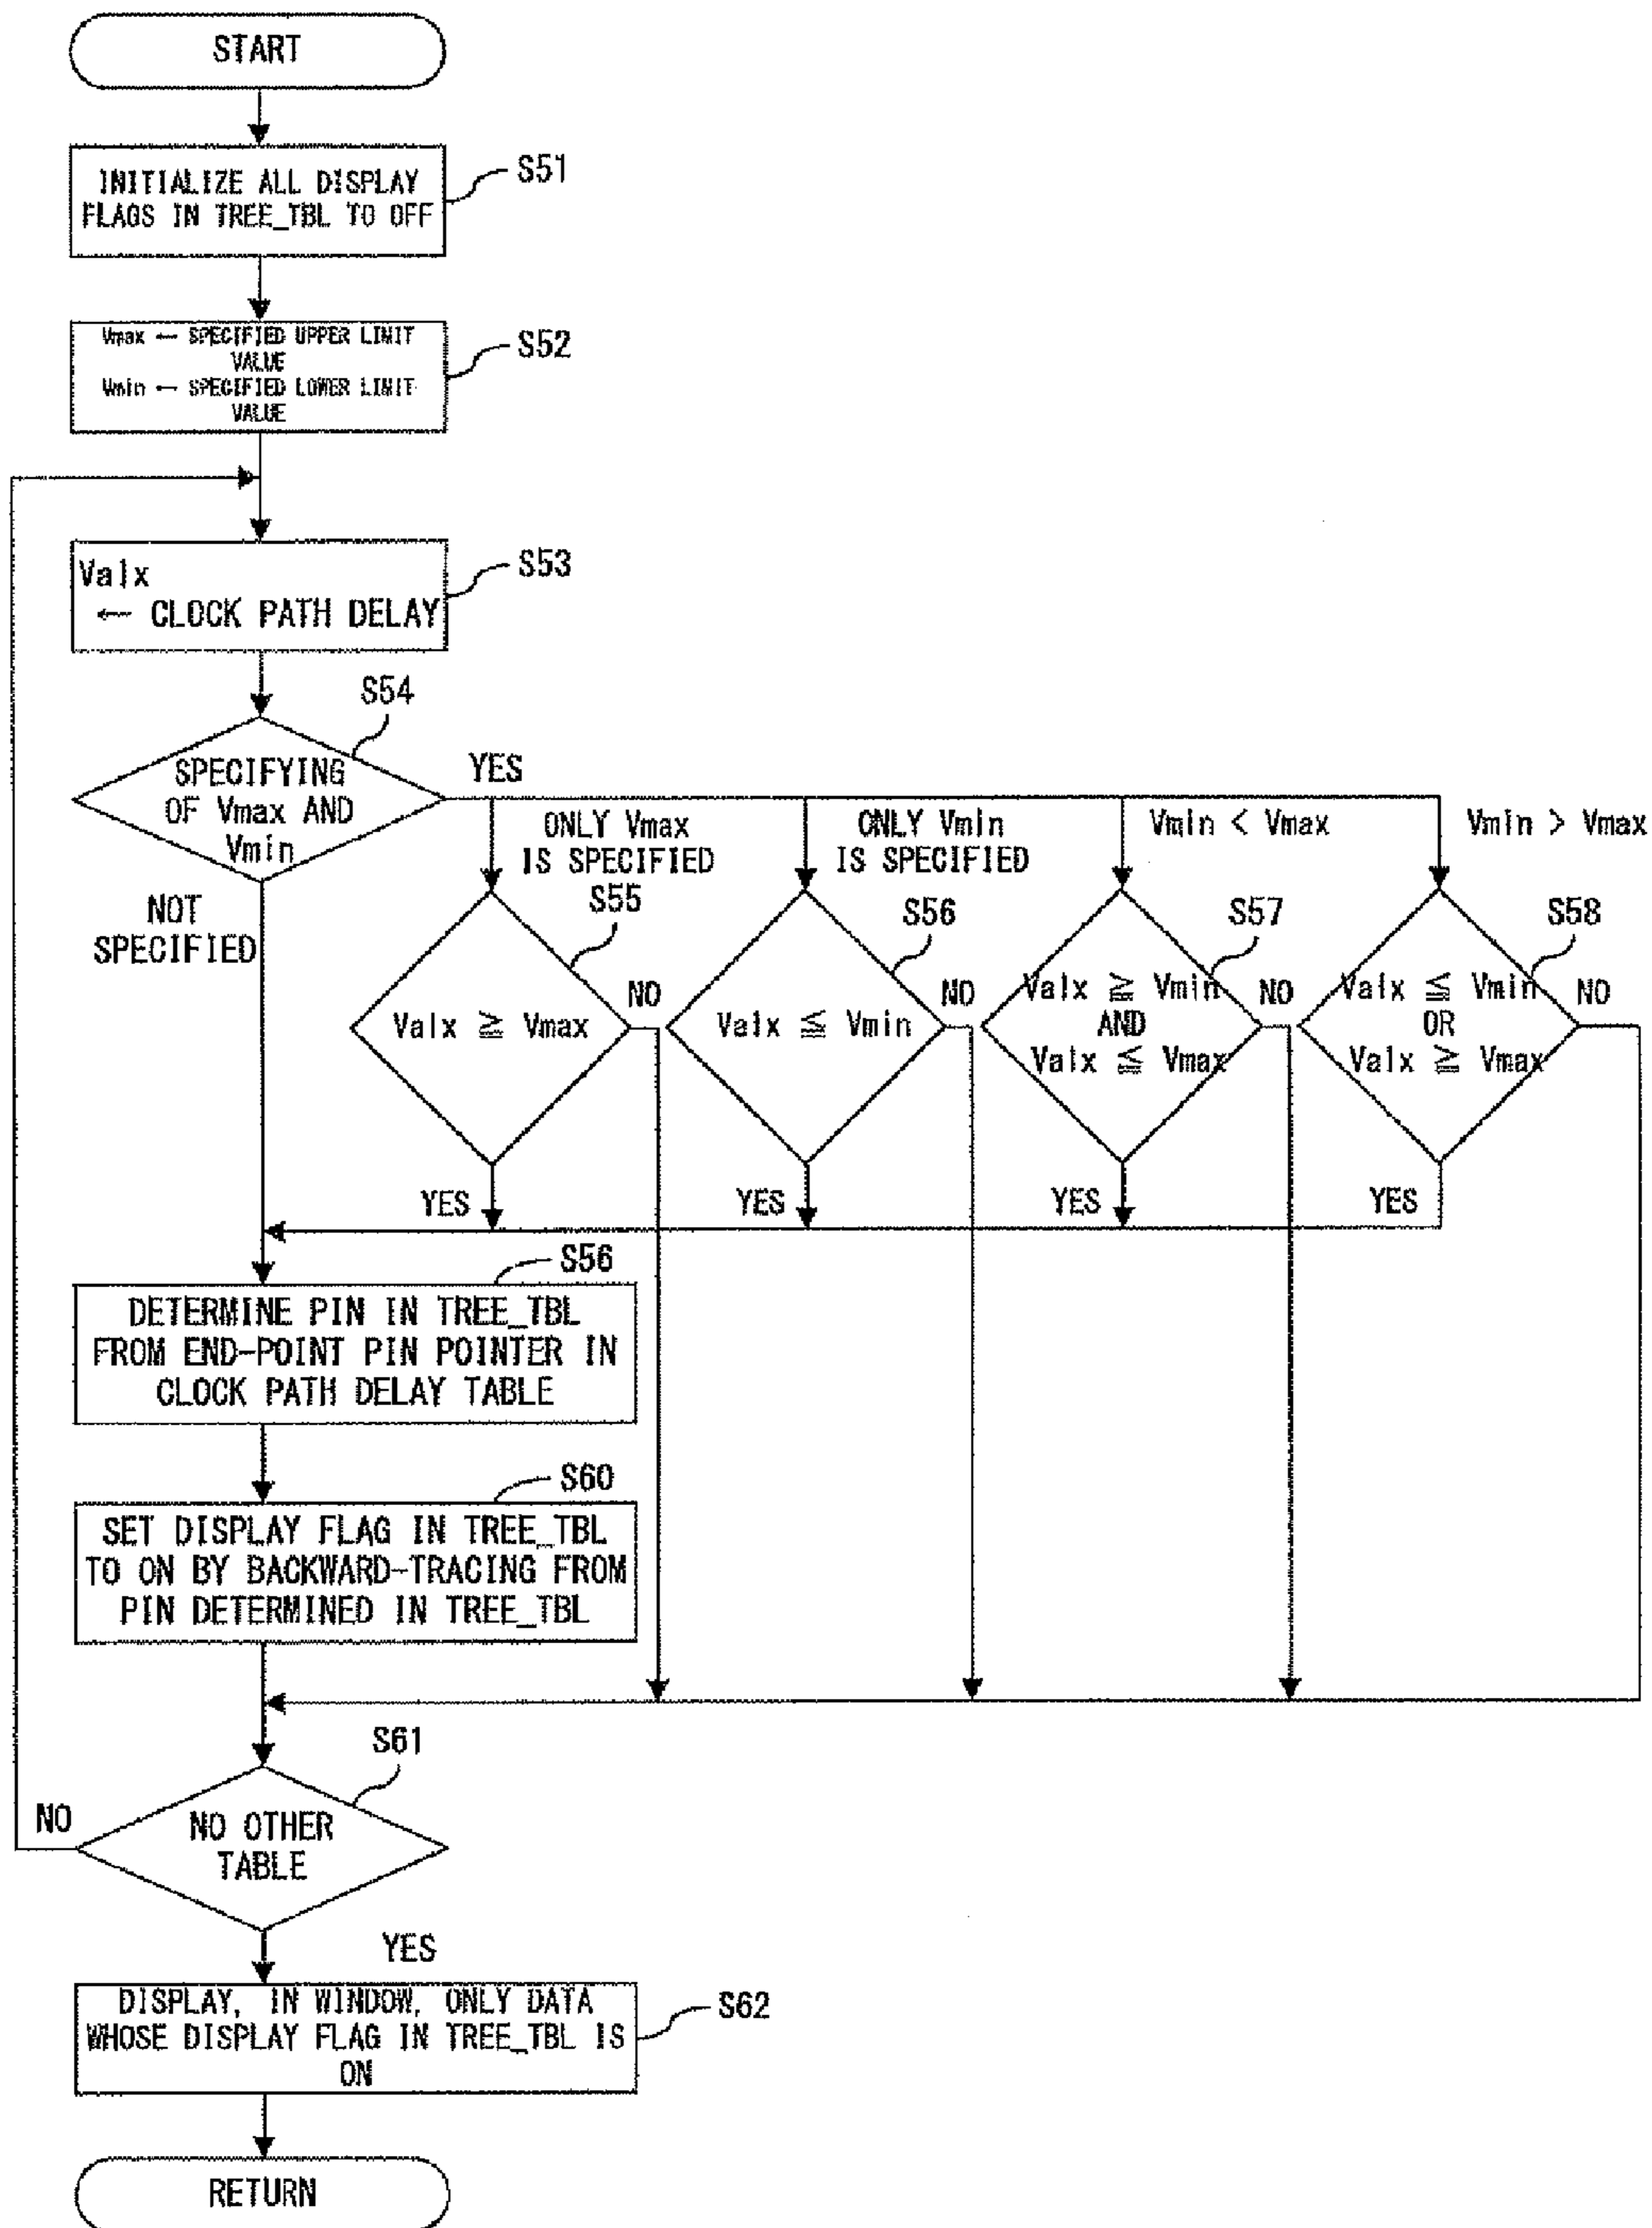 START
INITIALIZE ALL DISPLAY
FLAGS IN TREE_TBL TO OFF
S51
Vmax ← SPECIFIED UPPER LIMIT
VALUE
Vmin ← SPECIFIED LOWER LIMIT
VALUE
S52
Valx
← CLOCK PATH DELAY
S53
S54
SPECIFYING
OF Vmax AND
Vmin
YES
NOT
SPECIFIED
ONLY Vmax
IS SPECIFIED
ONLY Vmin
IS SPECIFIED
Vmin < Vmax
Vmin > Vmax
S55
Valx ≧ Vmax
NO
YES
S56
Valx ≦ Vmin
NO
YES
S57
Valx ≧ Vmin
AND
Valx ≦ Vmax
NO
YES
S58
Valx ≦ Vmin
OR
Valx ≧ Vmax
NO
YES
S56
DETERMINE PIN IN TREE_TBL
FROM END-POINT PIN POINTER IN
CLOCK PATH DELAY TABLE
S60
SET DISPLAY FLAG IN TREE_TBL
TO ON BY BACKWARD-TRACING FROM
PIN DETERMINED IN TREE_TBL
S61
NO OTHER
TABLE
NO
YES
DISPLAY, IN WINDOW, ONLY DATA
WHOSE DISPLAY FLAG IN TREE_TBL IS
ON
S62
RETURN